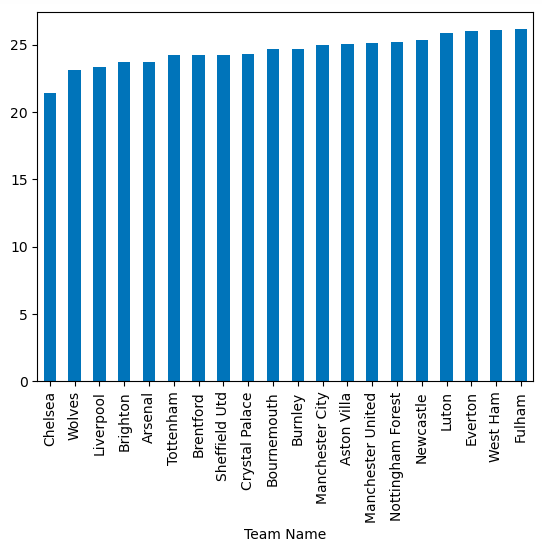 25
20
15
10
5
0
Chelsea
Wolves
Liverpool
Brighton
Arsenal
Tottenham
Brentford
Sheffield Utd
Crystal Palace
Bournemouth
Burnley
Manchester City
Aston Villa
Manchester United
Nottingham Forest
Newcastle
Luton
Everton
West Ham
Fulham
Team Name